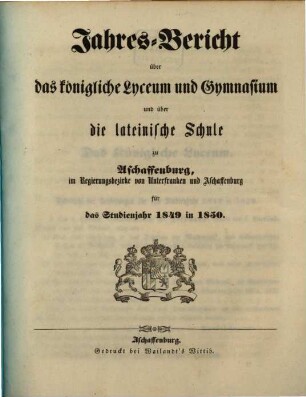 Jahres-Bericht
über
das königliche Lyceum und Gymnasium
und über
die lateinische Schule
zu
Aschaffenburg,
im Regierungsbezirke von Unterfranken und Aschaffenburg
für
das Studienjahr 1849 in 1850.
Aschaffenburg.
Gedruckt bei Wailandt's Wittib.